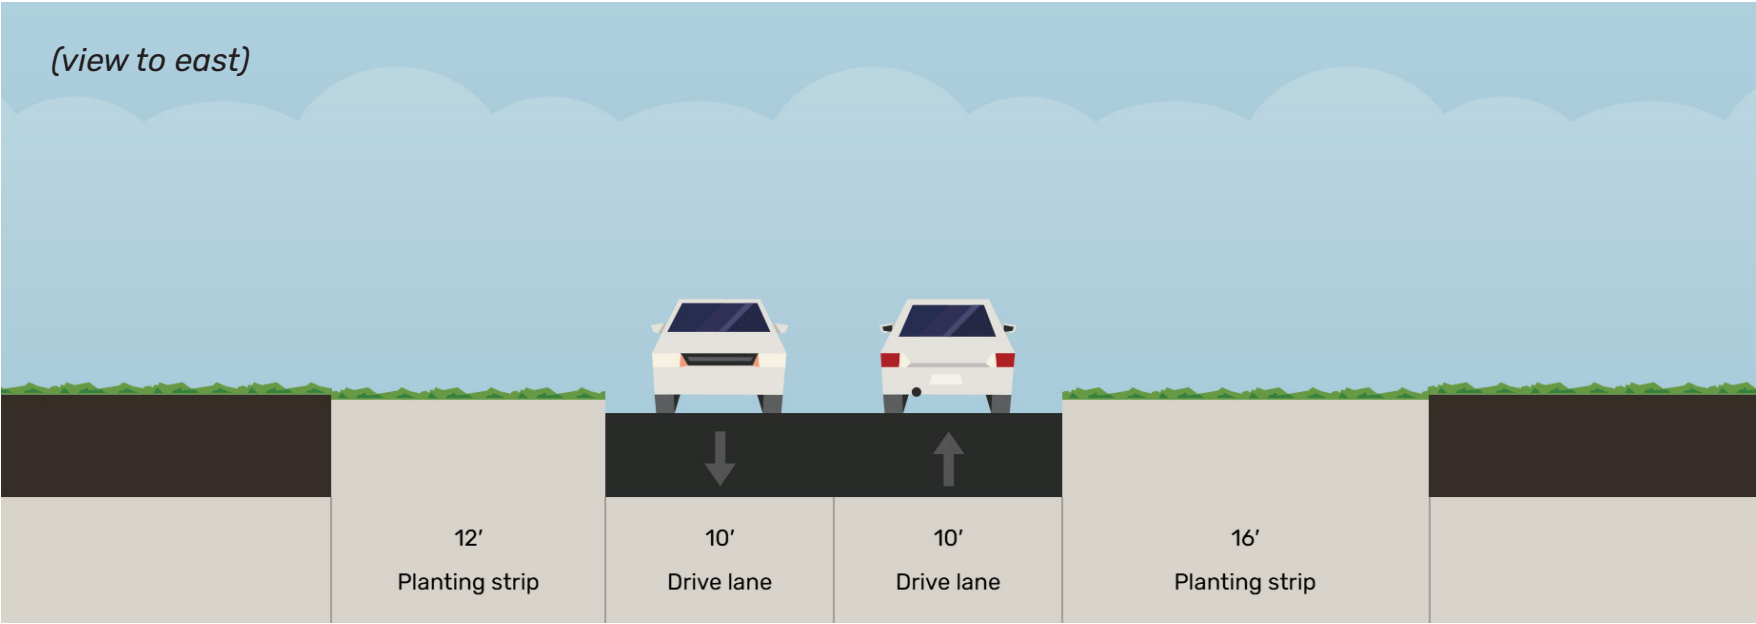 (view to east)
12′
10′
10′
16′
Planting strip
Drive lane
Drive lane
Planting strip